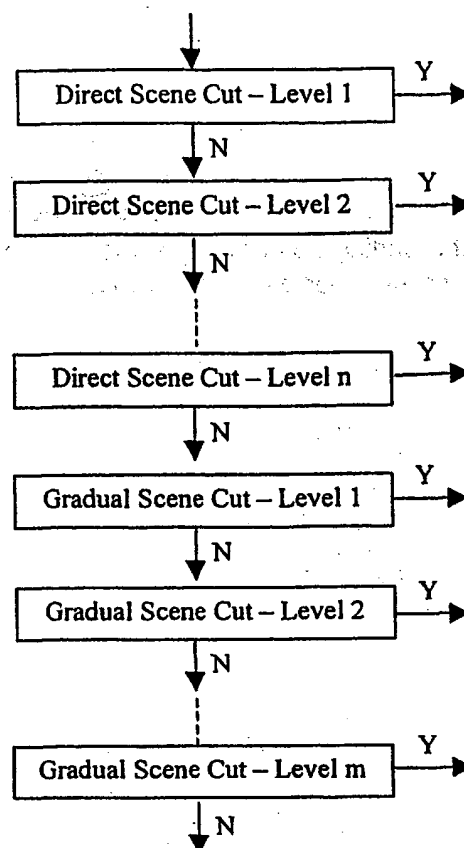 Y
Direct Scene Cut – Level 1
N
Y
Direct Scene Cut – Level 2
N
Y
Direct Scene Cut – Level n
N
Y
Gradual Scene Cut – Level 1
N
Y
Gradual Scene Cut – Level 2
N
Y
Gradual Scene Cut – Level m
N